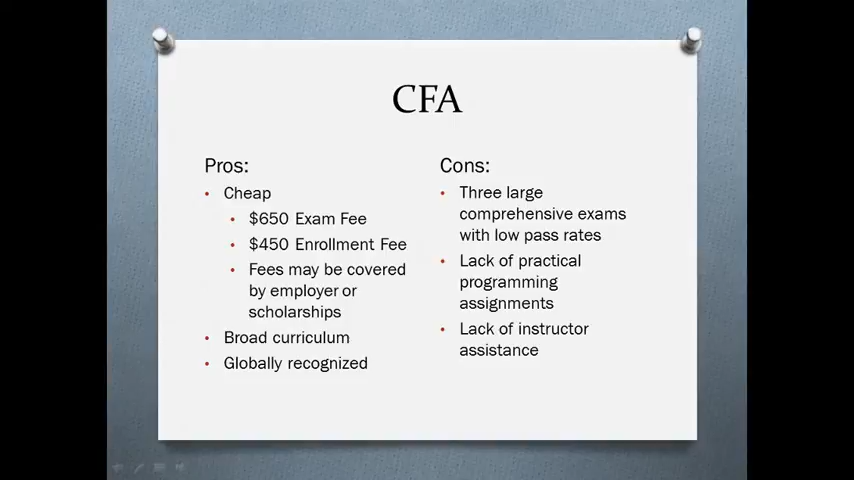 CFA
Pros:
• Cheap
• $650 Exam Fee
• $450 Enrollment Fee
• Fees may be covered
by employer or
scholarships
• Broad curriculum
• Globally recognized
Cons:
• Three large
comprehensive exams
with low pass rates
• Lack of practical
programming
assignments
• Lack of instructor
assistance